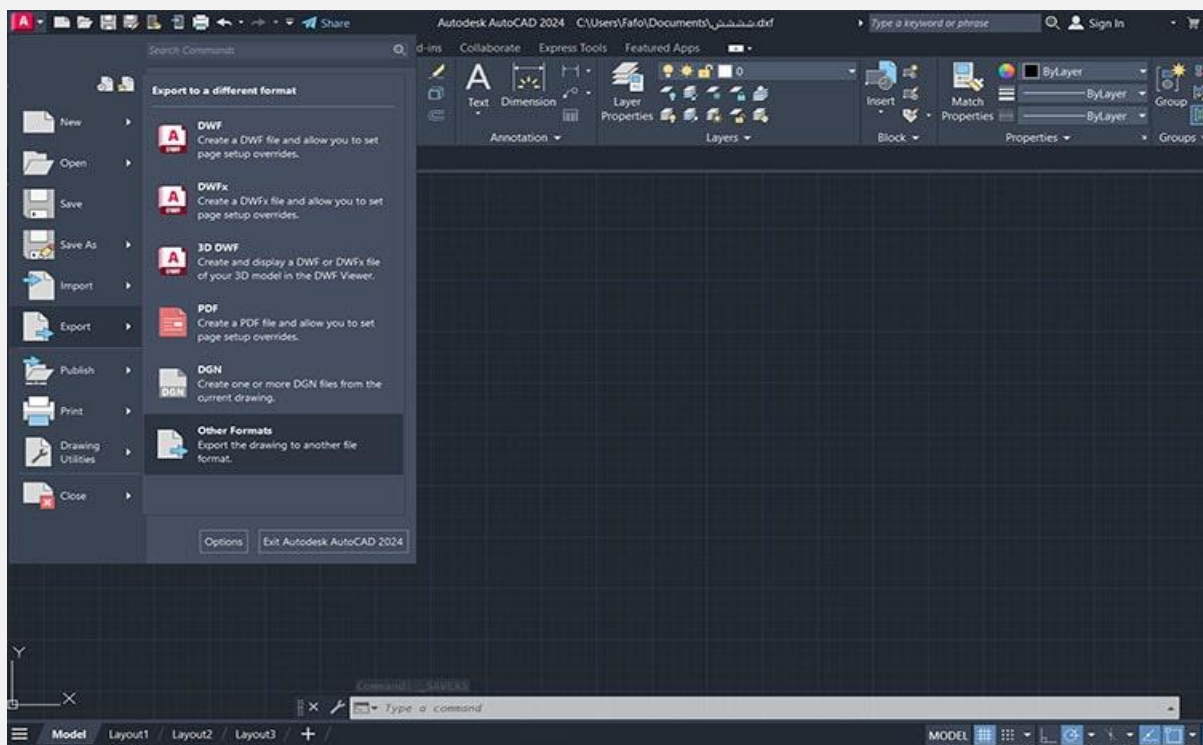 A
Share
Autodesk AutoCAD 2024 C:\Users\Fafo\Documents\ششششش.dxf
Type a keyword or phrase
Sign In
Search Commands
d-ins Collaborate Express Tools Featured Apps
Export to a different format
New
Open
Save
Save As
Import
Export
Publish
Print
Drawing
Utilities
Close
DWF
Create a DWF file and allow you to set
page setup overrides.
DWFx
Create a DWFx file and allow you to set
page setup overrides.
3D DWF
Create and display a DWF or DWFx file
of your 3D model in the DWF Viewer.
PDF
Create a PDF file and allow you to set
page setup overrides.
DGN
Create one or more DGN files from the
current drawing.
Other Formats
Export the drawing to another file
format.
Options
Exit Autodesk AutoCAD 2024
A
Text
Dimension
Annotation
Layer
Properties
0
Layers
Insert
Block
Match
Properties
ByLayer
ByLayer
ByLayer
Properties
Group
Groups
Y
X
Command: _SAVEAS
Type a command
Model Layout1 Layout2 Layout3 +
MODEL